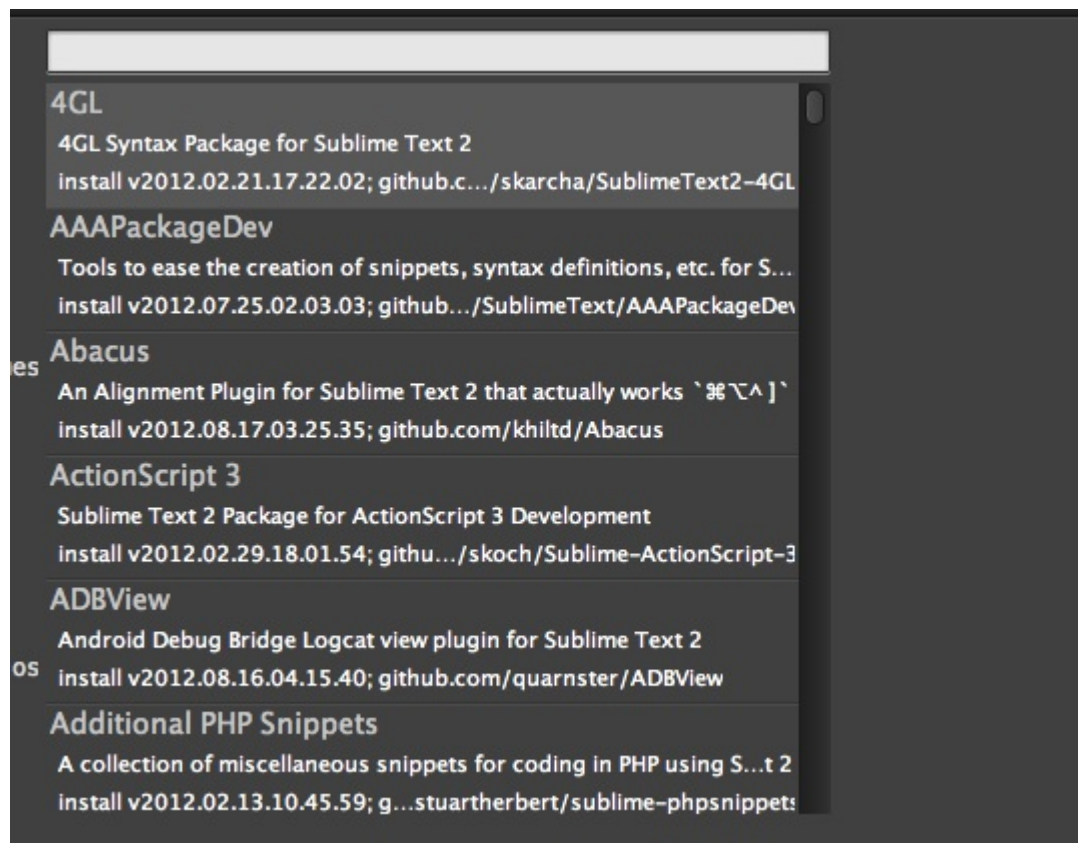 4GL
4GL Syntax Package for Sublime Text 2
install v2012.02.21.17.22.02; github.c.../skarcha/SublimeText2-4GL
AAAPackageDev
Tools to ease the creation of snippets, syntax definitions, etc. for S...
install v2012.07.25.02.03.03; github.../SublimeText/AAAPackageDev
es Abacus
An Alignment Plugin for Sublime Text 2 that actually works `⌘⌥^]`
install v2012.08.17.03.25.35; github.com/khiltd/Abacus
ActionScript 3
Sublime Text 2 Package for ActionScript 3 Development
install v2012.02.29.18.01.54; githu.../skoch/Sublime-ActionScript-3
ADBView
Android Debug Bridge Logcat view plugin for Sublime Text 2
os install v2012.08.16.04.15.40; github.com/quarnster/ADBView
Additional PHP Snippets
A collection of miscellaneous snippets for coding in PHP using S...t 2
install v2012.02.13.10.45.59; g...stuartherbert/sublime-phpsnippets